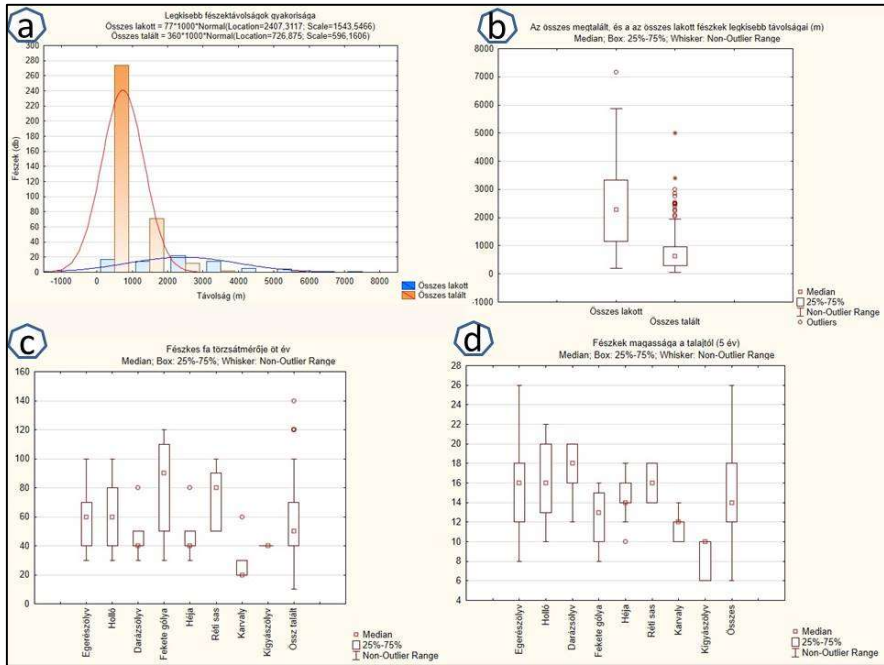 a
Legkisebb fészektávolságok gyakorisága
Összes lakott = 77*1000*Normal(Location=2407,3117; Scale=1543,5466)
Összes talált = 360*1000*Normal(Location=726,875; Scale=596,1606)
Fészek (db)
300
280
260
240
220
200
180
160
140
120
100
80
60
40
20
0
-1000 0 1000 2000 3000 4000 5000 6000 7000 8000
Távolság (m)
Összes lakott
Összes talált
b
Az összes megtalált, és a az összes lakott fészkek legkisebb távolságai (m)
Median; Box: 25%-75%; Whisker: Non-Outlier Range
8000
7000
6000
5000
4000
3000
2000
1000
0
-1000
Összes lakott
Összes talált
Median
25%-75%
Non-Outlier Range
Outliers
c
Fészkes fa törzsátmérője öt év
Median; Box: 25%-75%; Whisker: Non-Outlier Range
160
140
120
100
80
60
40
20
0
Egerészölyv
Holló
Darázsölyv
Fekete gólya
Héja
Réti sas
Karvaly
Kigyászölyv
Össz talált
Median
25%-75%
Non-Outlier Range
d
Fészkek magassága a talajtól (5 év)
Median; Box: 25%-75%; Whisker: Non-Outlier Range
28
26
24
22
20
18
16
14
12
10
8
6
4
Egerészölyv
Holló
Darázsölyv
Fekete gólya
Héja
Réti sas
Karvaly
Kigyászölyv
Összes
Median
25%-75%
Non-Outlier Range